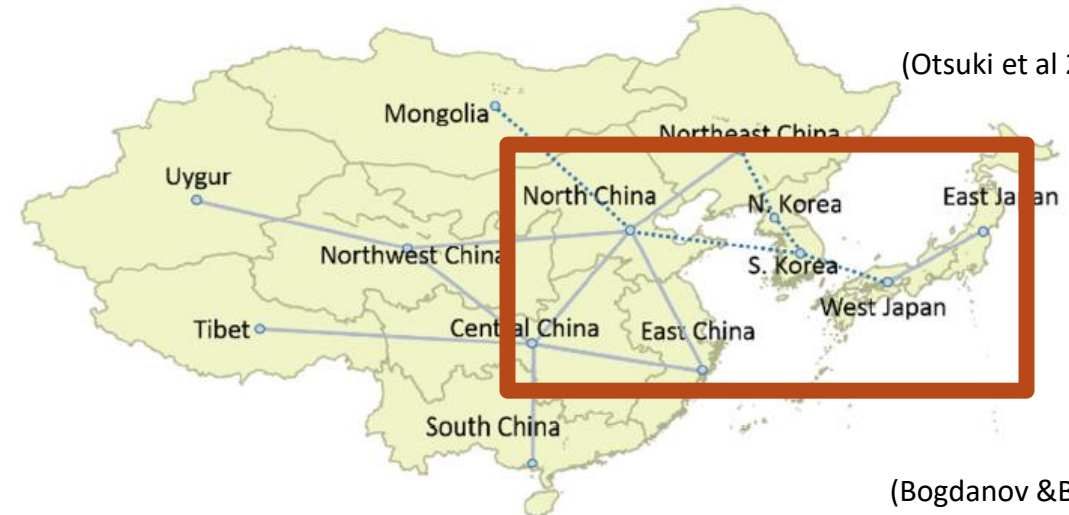 (Otsuki et al 2
Mongolia
Northeast China
Uygur
North China
N. Korea
East Japan
Northwest China
S. Korea
West Japan
Tibet
Central China
East China
South China
(Bogdanov &B